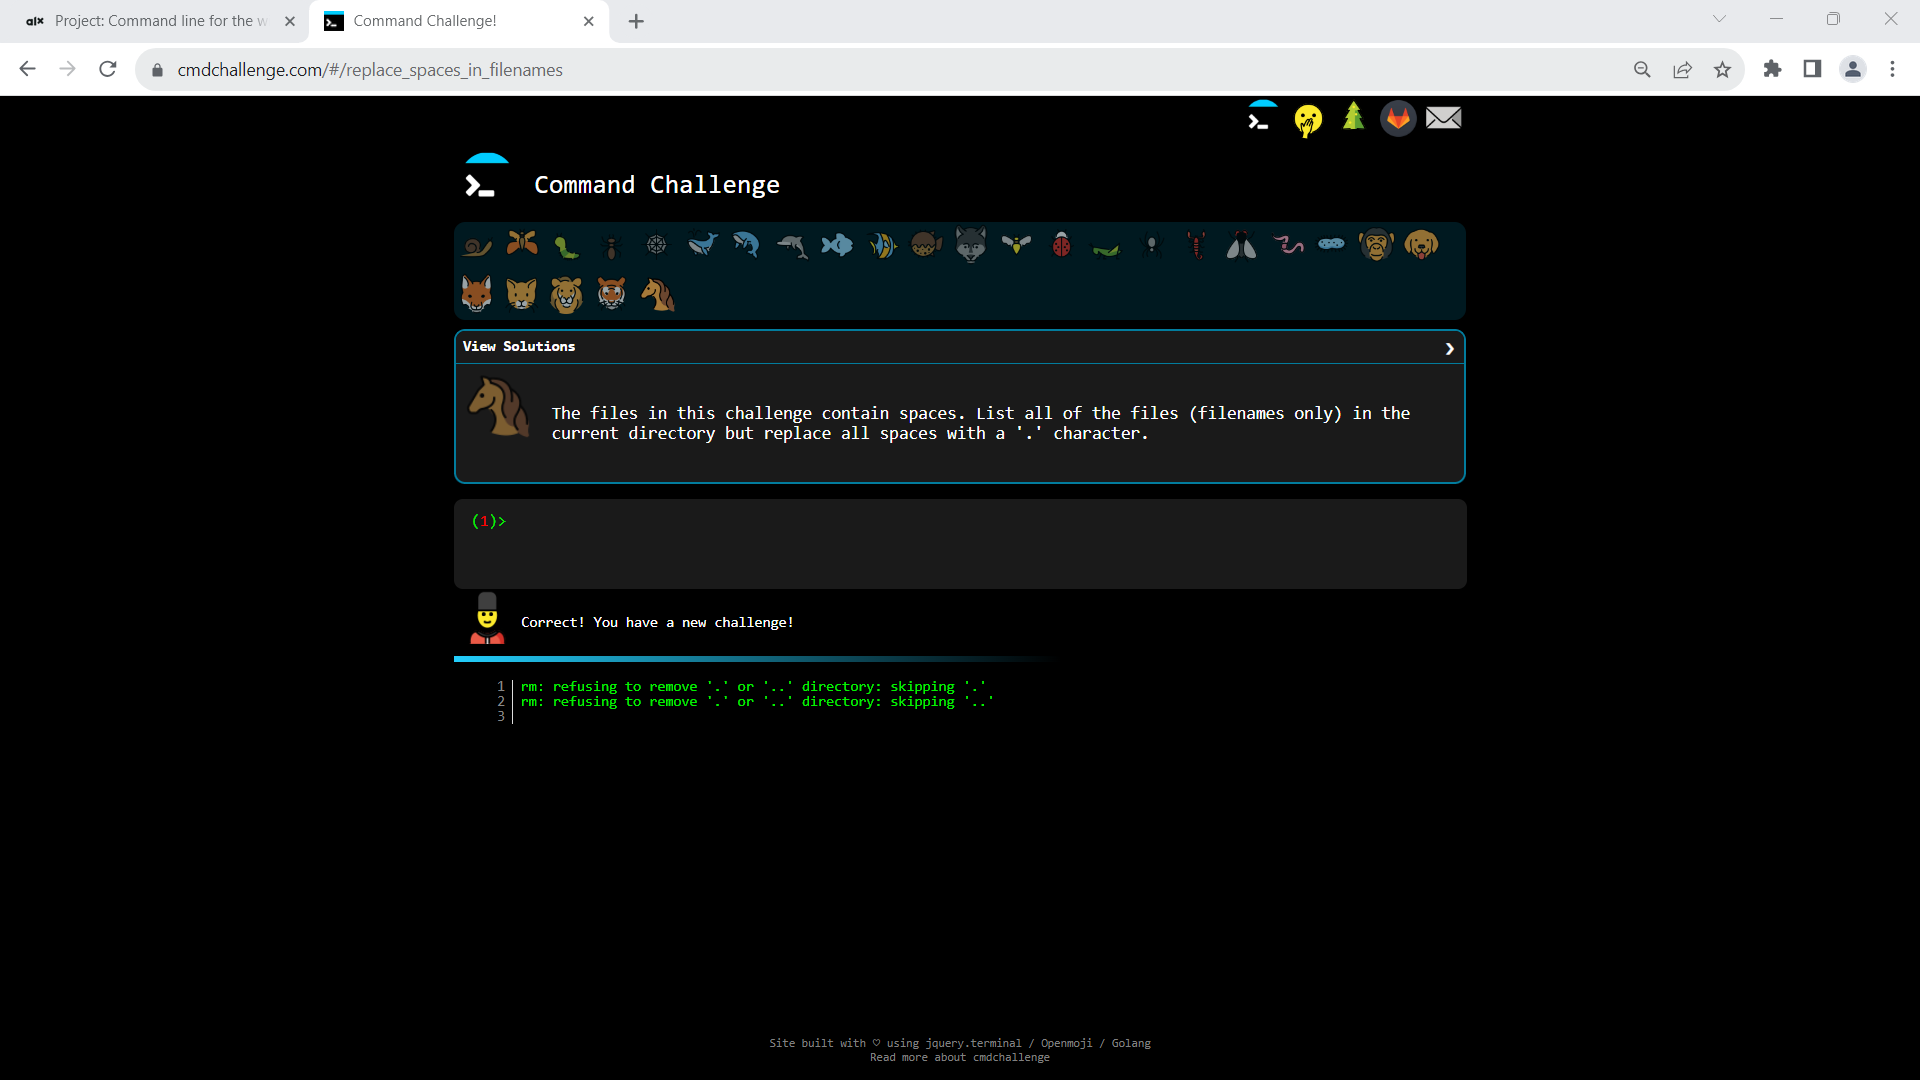 alx Project: Command line for the w
Command Challenge!
cmdchallenge.com/#/replace_spaces_in_filenames
Command Challenge
View Solutions
The files in this challenge contain spaces. List all of the files (filenames only) in the
current directory but replace all spaces with a '.' character.
(1)>
Correct! You have a new challenge!
1 rm: refusing to remove '.' or '..' directory: skipping '.'
2 rm: refusing to remove '.' or '..' directory: skipping '..'
3
Site built with ♡ using jquery.terminal / Openmoji / Golang
Read more about cmdchallenge